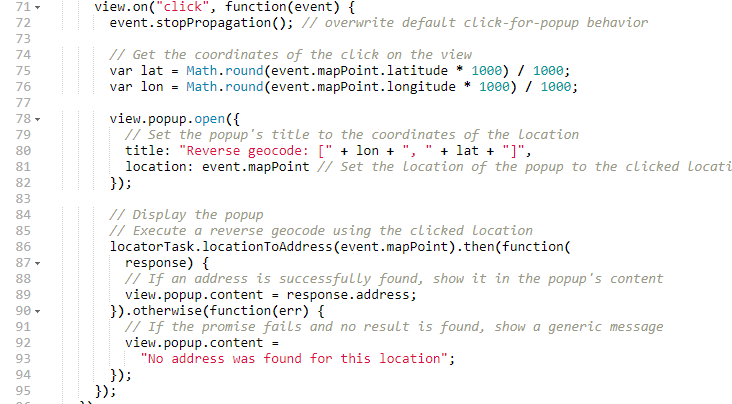 71 view.on("click", function(event) {
72 event.stopPropagation(); // overwrite default click-for-popup behavior
73
74 // Get the coordinates of the click on the view
75 var lat = Math.round(event.mapPoint.latitude * 1000) / 1000;
76 var lon = Math.round(event.mapPoint.longitude * 1000) / 1000;
77
78 view.popup.open({
79 // Set the popup's title to the coordinates of the location
80 title: "Reverse geocode: [" + lon + ", " + lat + "]",
81 location: event.mapPoint // Set the location of the popup to the clicked locati
82 });
83
84 // Display the popup
85 // Execute a reverse geocode using the clicked location
86 locatorTask.locationToAddress(event.mapPoint).then(function(
87 response) {
88 // If an address is successfully found, show it in the popup's content
89 view.popup.content = response.address;
90 }).otherwise(function(err) {
91 // If the promise fails and no result is found, show a generic message
92 view.popup.content =
93 "No address was found for this location";
94 });
95 });